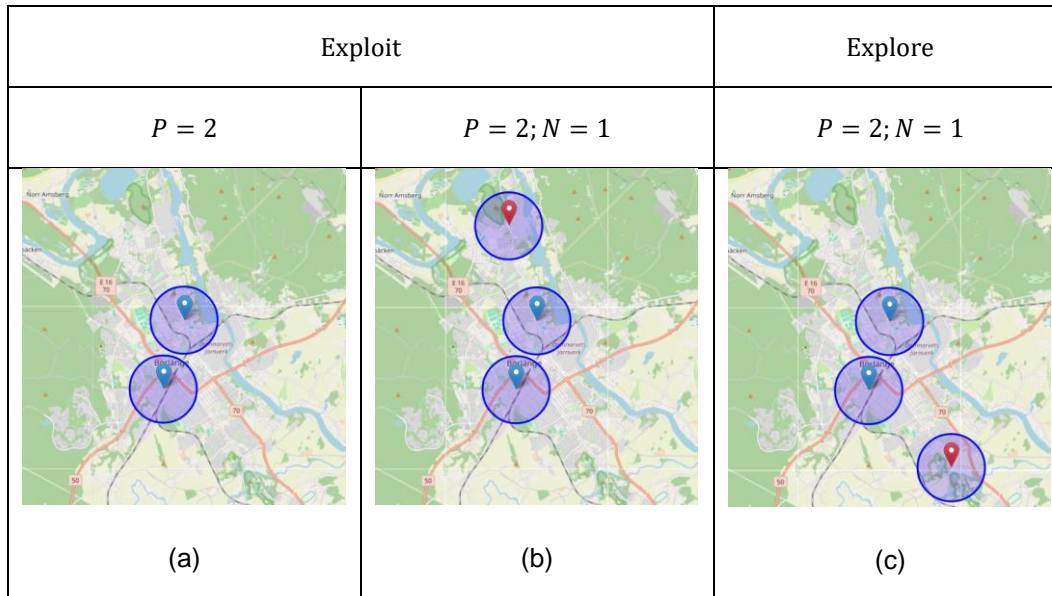 Exploit
Explore
P = 2
P = 2; N = 1
P = 2; N = 1
Norr Amsberg
E 16
70
Borlänge
70
50
Norr Amsberg
E 16
70
Borlänge
70
50
Norr Amsberg
E 16
70
Borlänge
70
50
(a)
(b)
(c)